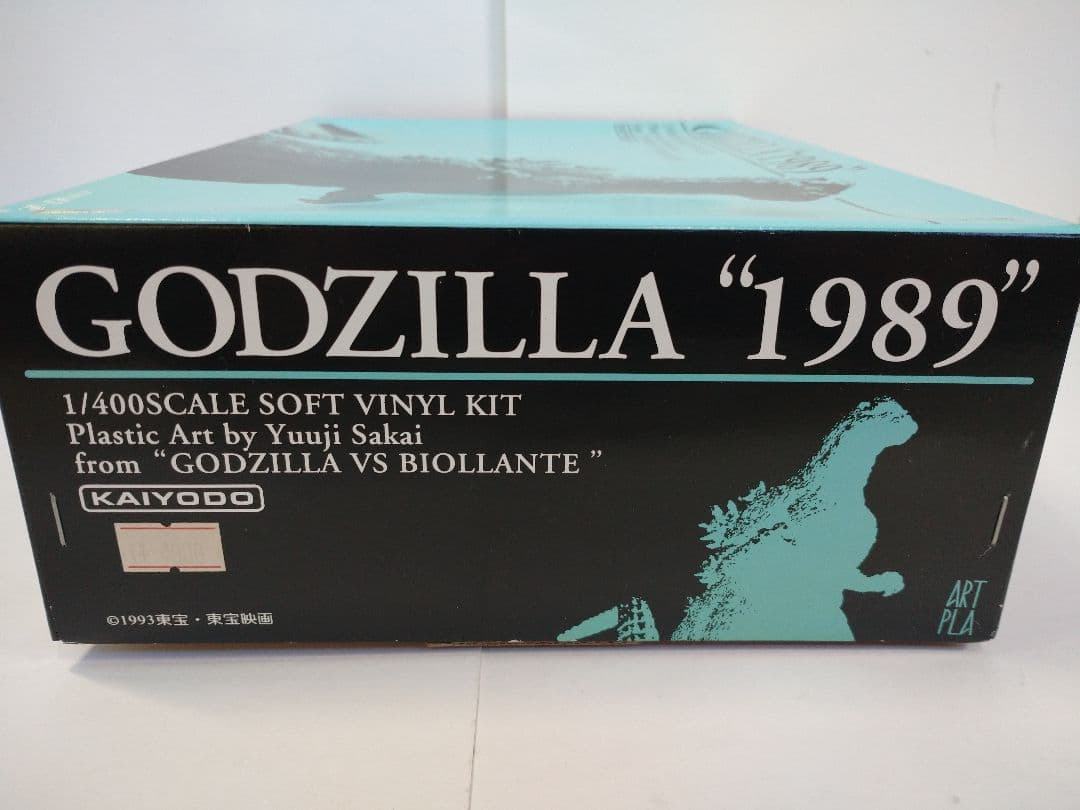 GODZILLA “1989”
1/400SCALE SOFT VINYL KIT
Plastic Art by Yuuji Sakai
from “GODZILLA VS BIOLLANTE”
KAIYODO
©1993東宝・東宝映画
ART
PLA